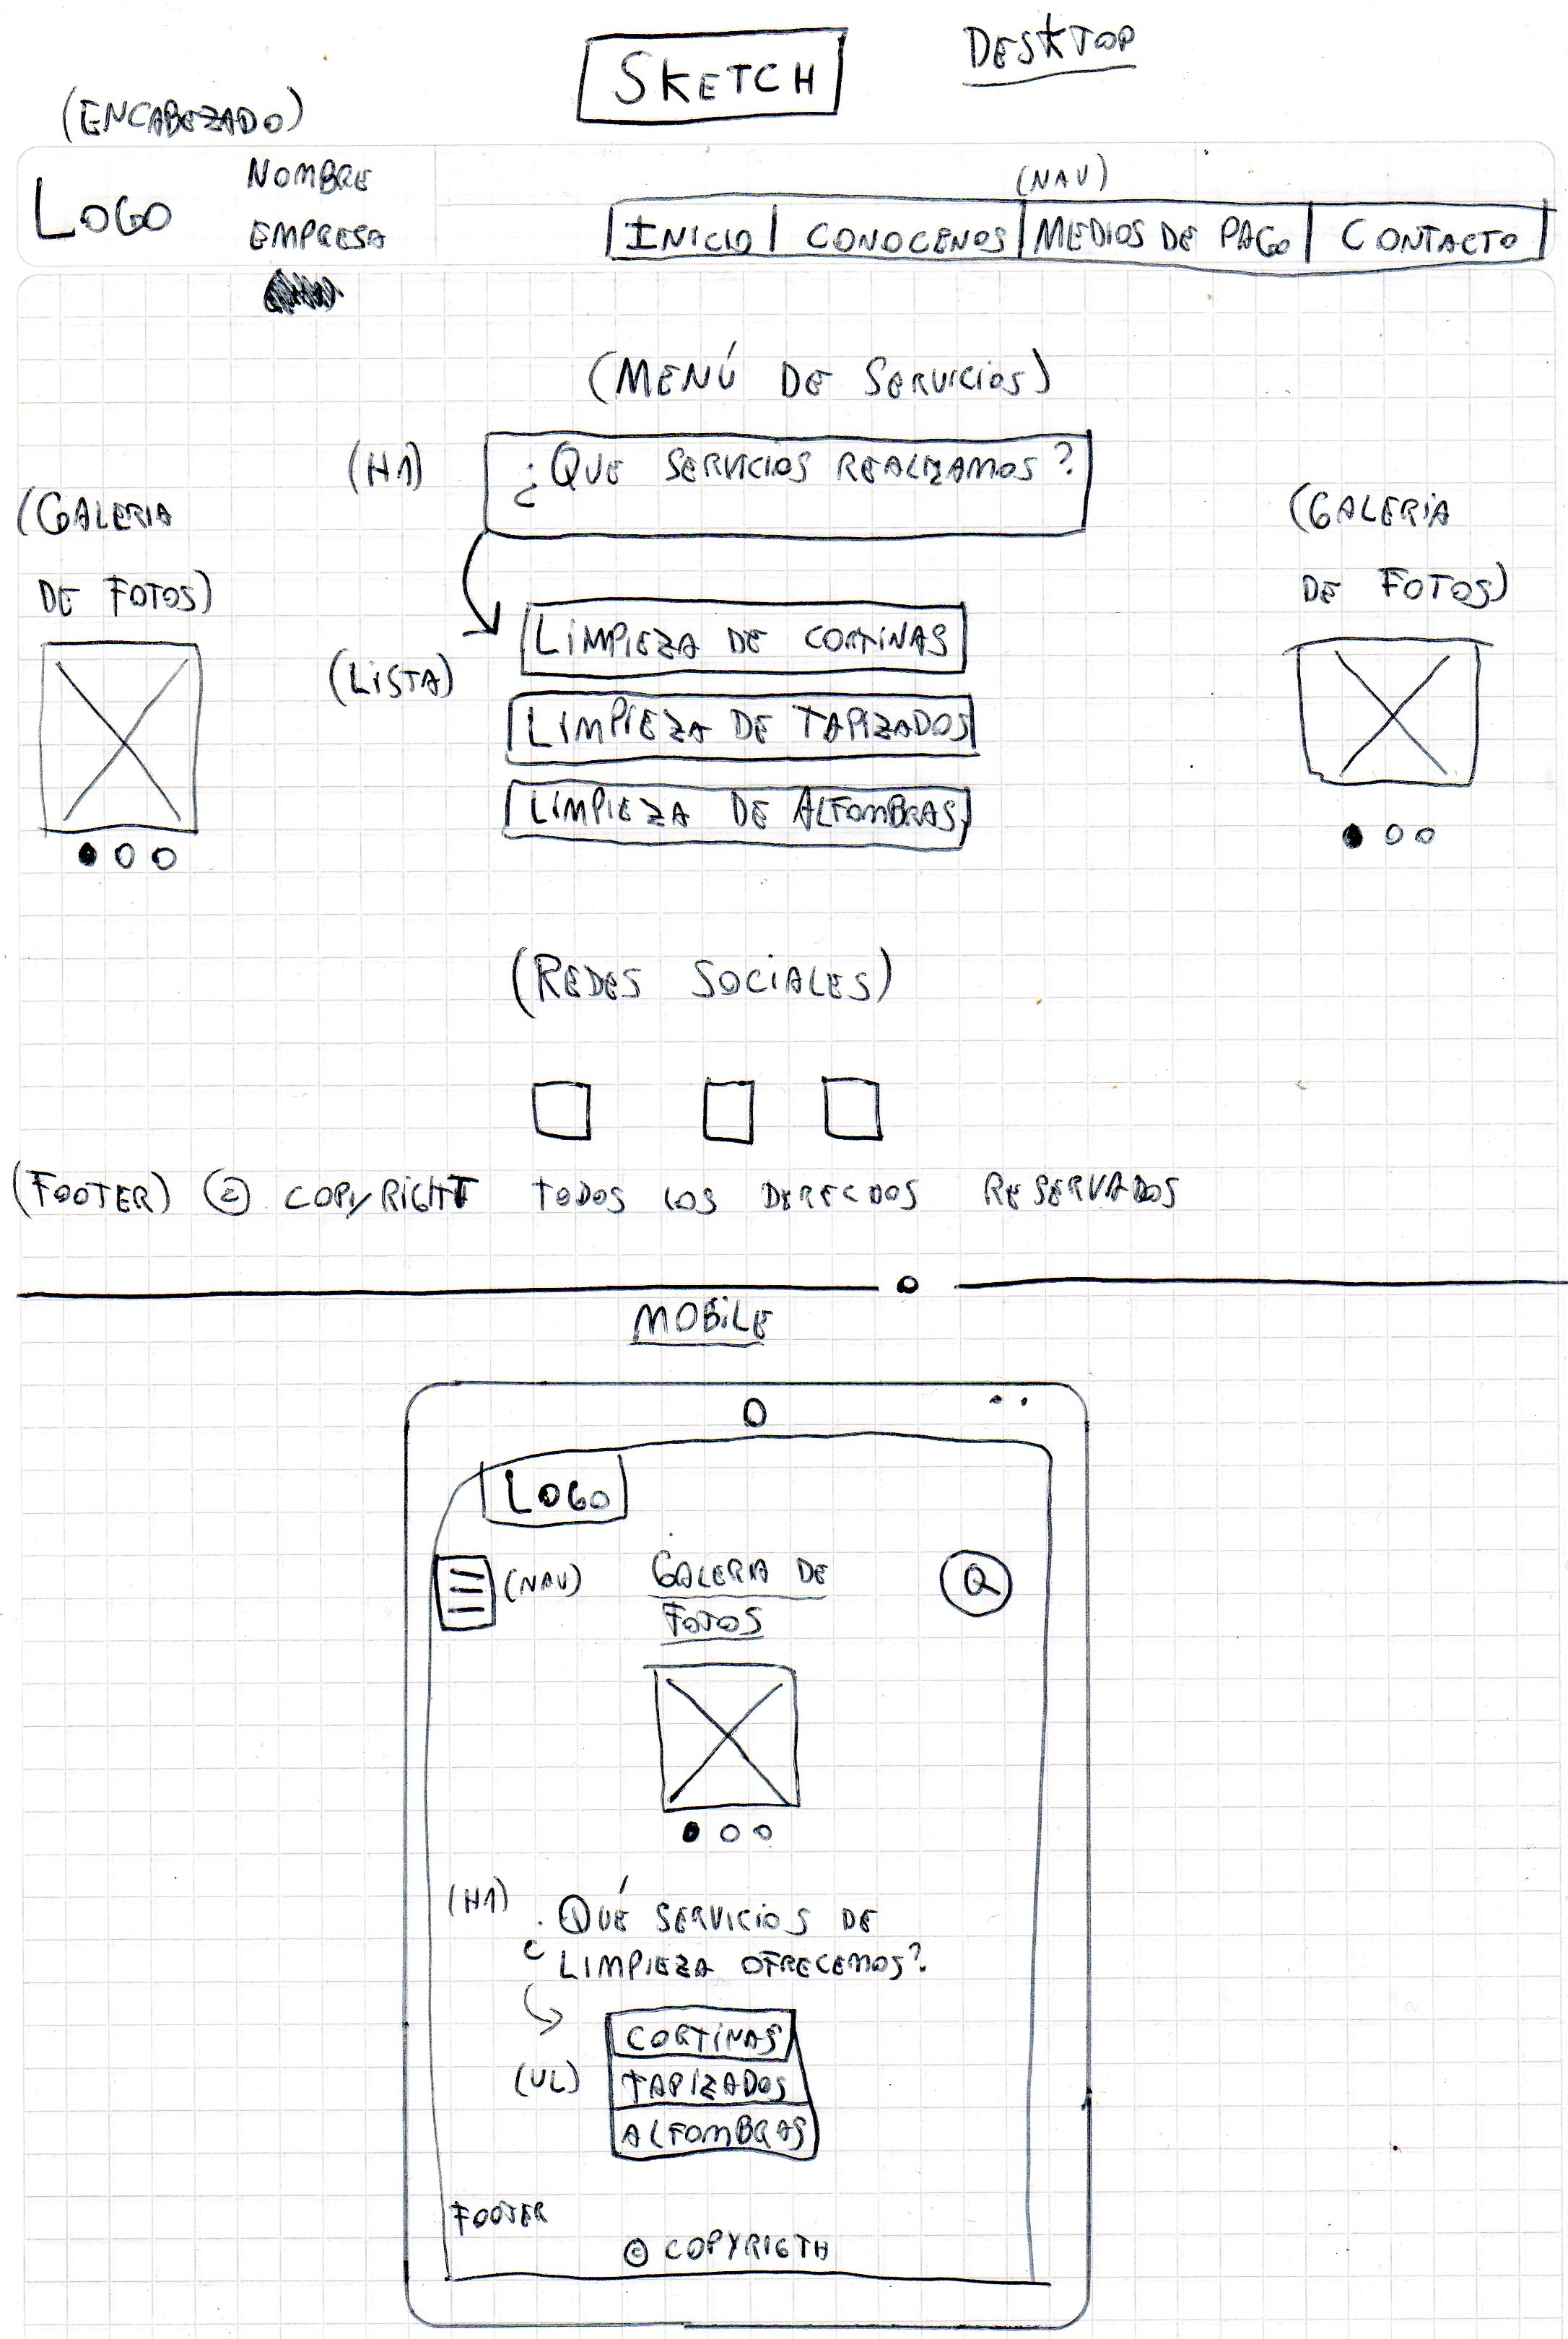 SKETCH
DESKTOP
(ENCABEZADO)
LOGO
NOMBRE
EMPRESA
(NAV)
INICIO CONOCENOS MEDIOS DE PAGO CONTACTO
(MENÚ DE SERVICIOS)
(H1)
¿QUE SERVICIOS REALIZAMOS?
(GALERIA
DE FOTOS)
(GALERIA
DE FOTOS)
(LISTA)
LIMPIEZA DE CORTINAS
LIMPIEZA DE TAPIZADOS
LIMPIEZA DE ALFOMBRAS
(REDES SOCIALES)
(FOOTER) © COPYRIGHT TODOS LOS DERECHOS RESERVADOS
MOBILE
LOGO
(NAV)
GALERIA DE
FOTOS
(H1)
¿QUÉ SERVICIOS DE
LIMPIEZA OFRECEMOS?
(UL)
CORTINAS
TAPIZADOS
ALFOMBRAS
FOOTER
© COPYRIGTH